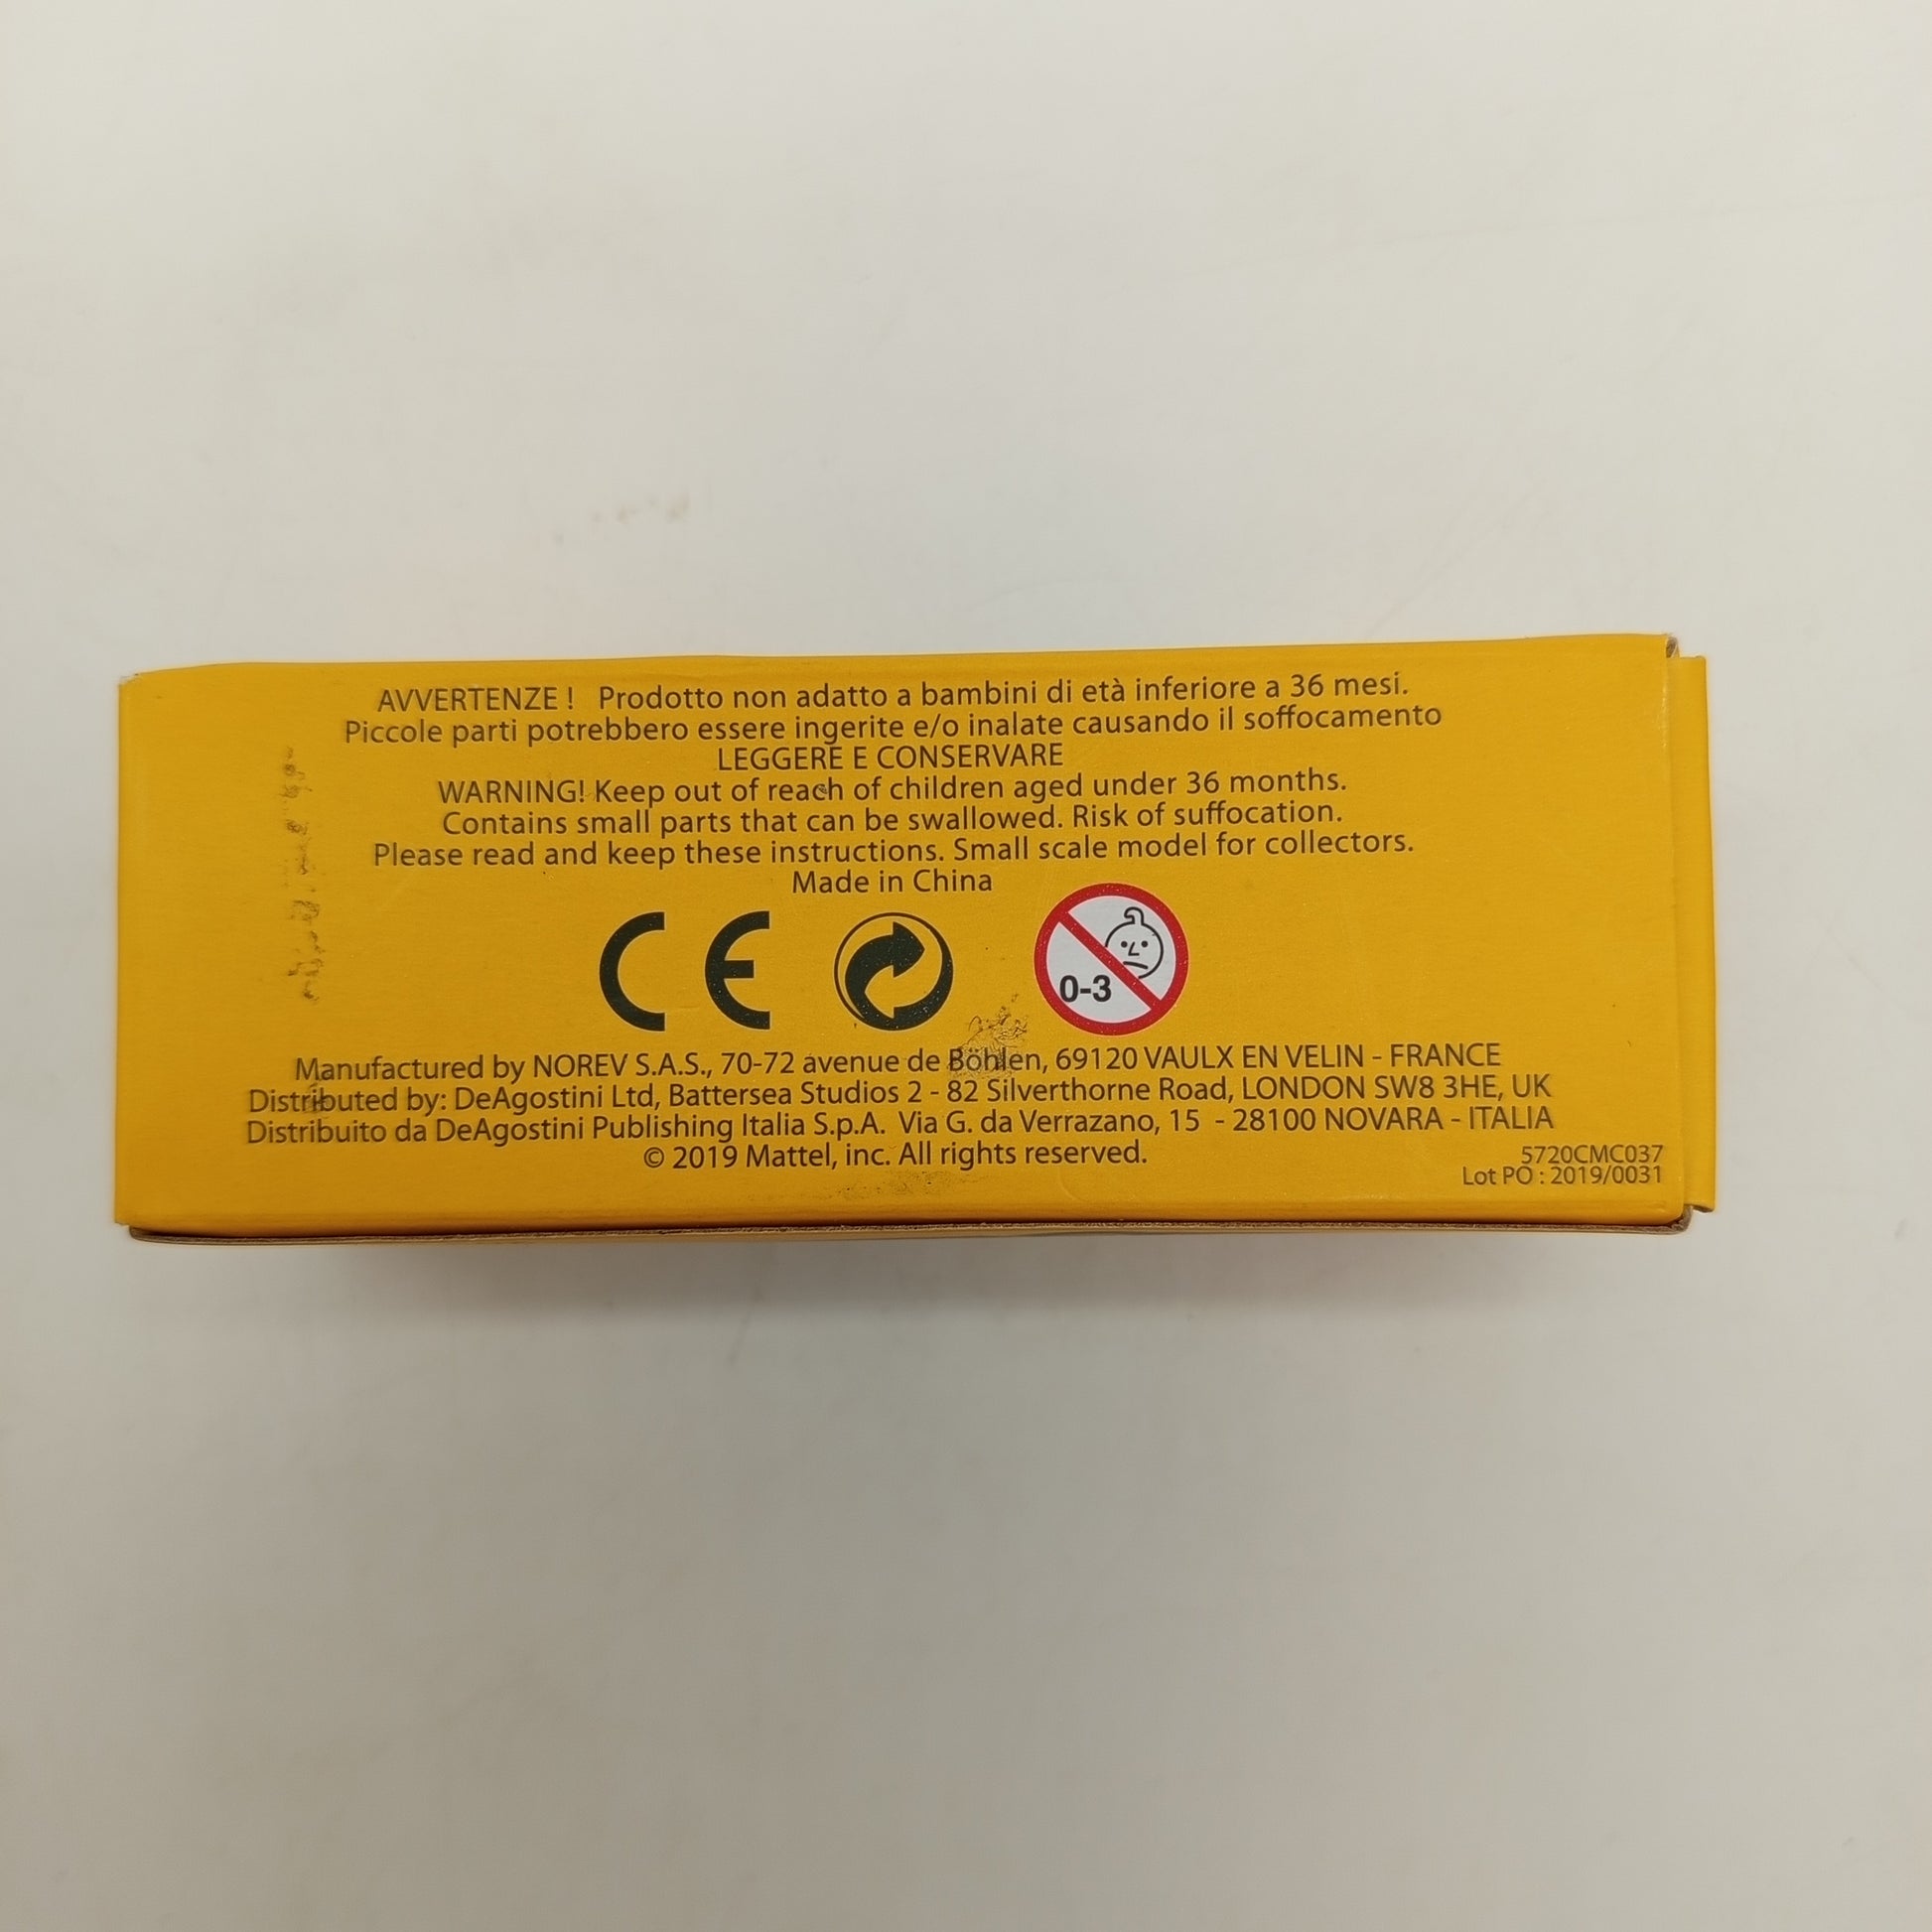 AVVERTENZE ! Prodotto non adatto a bambini di età inferiore a 36 mesi.
Piccole parti potrebbero essere ingerite e/o inalate causando il soffocamento
LEGGERE E CONSERVARE
WARNING! Keep out of reach of children aged under 36 months.
Contains small parts that can be swallowed. Risk of suffocation.
Please read and keep these instructions. Small scale model for collectors.
Made in China
CE
0-3
Manufactured by NOREV S.A.S., 70-72 avenue de Böhlen, 69120 VAULX EN VELIN - FRANCE
Distributed by: DeAgostini Ltd, Battersea Studios 2 - 82 Silverthorne Road, LONDON SW8 3HE, UK
Distribuito da DeAgostini Publishing Italia S.p.A. Via G. da Verrazano, 15 - 28100 NOVARA - ITALIA
© 2019 Mattel, inc. All rights reserved.
5720CMC037
Lot PO : 2019/0031